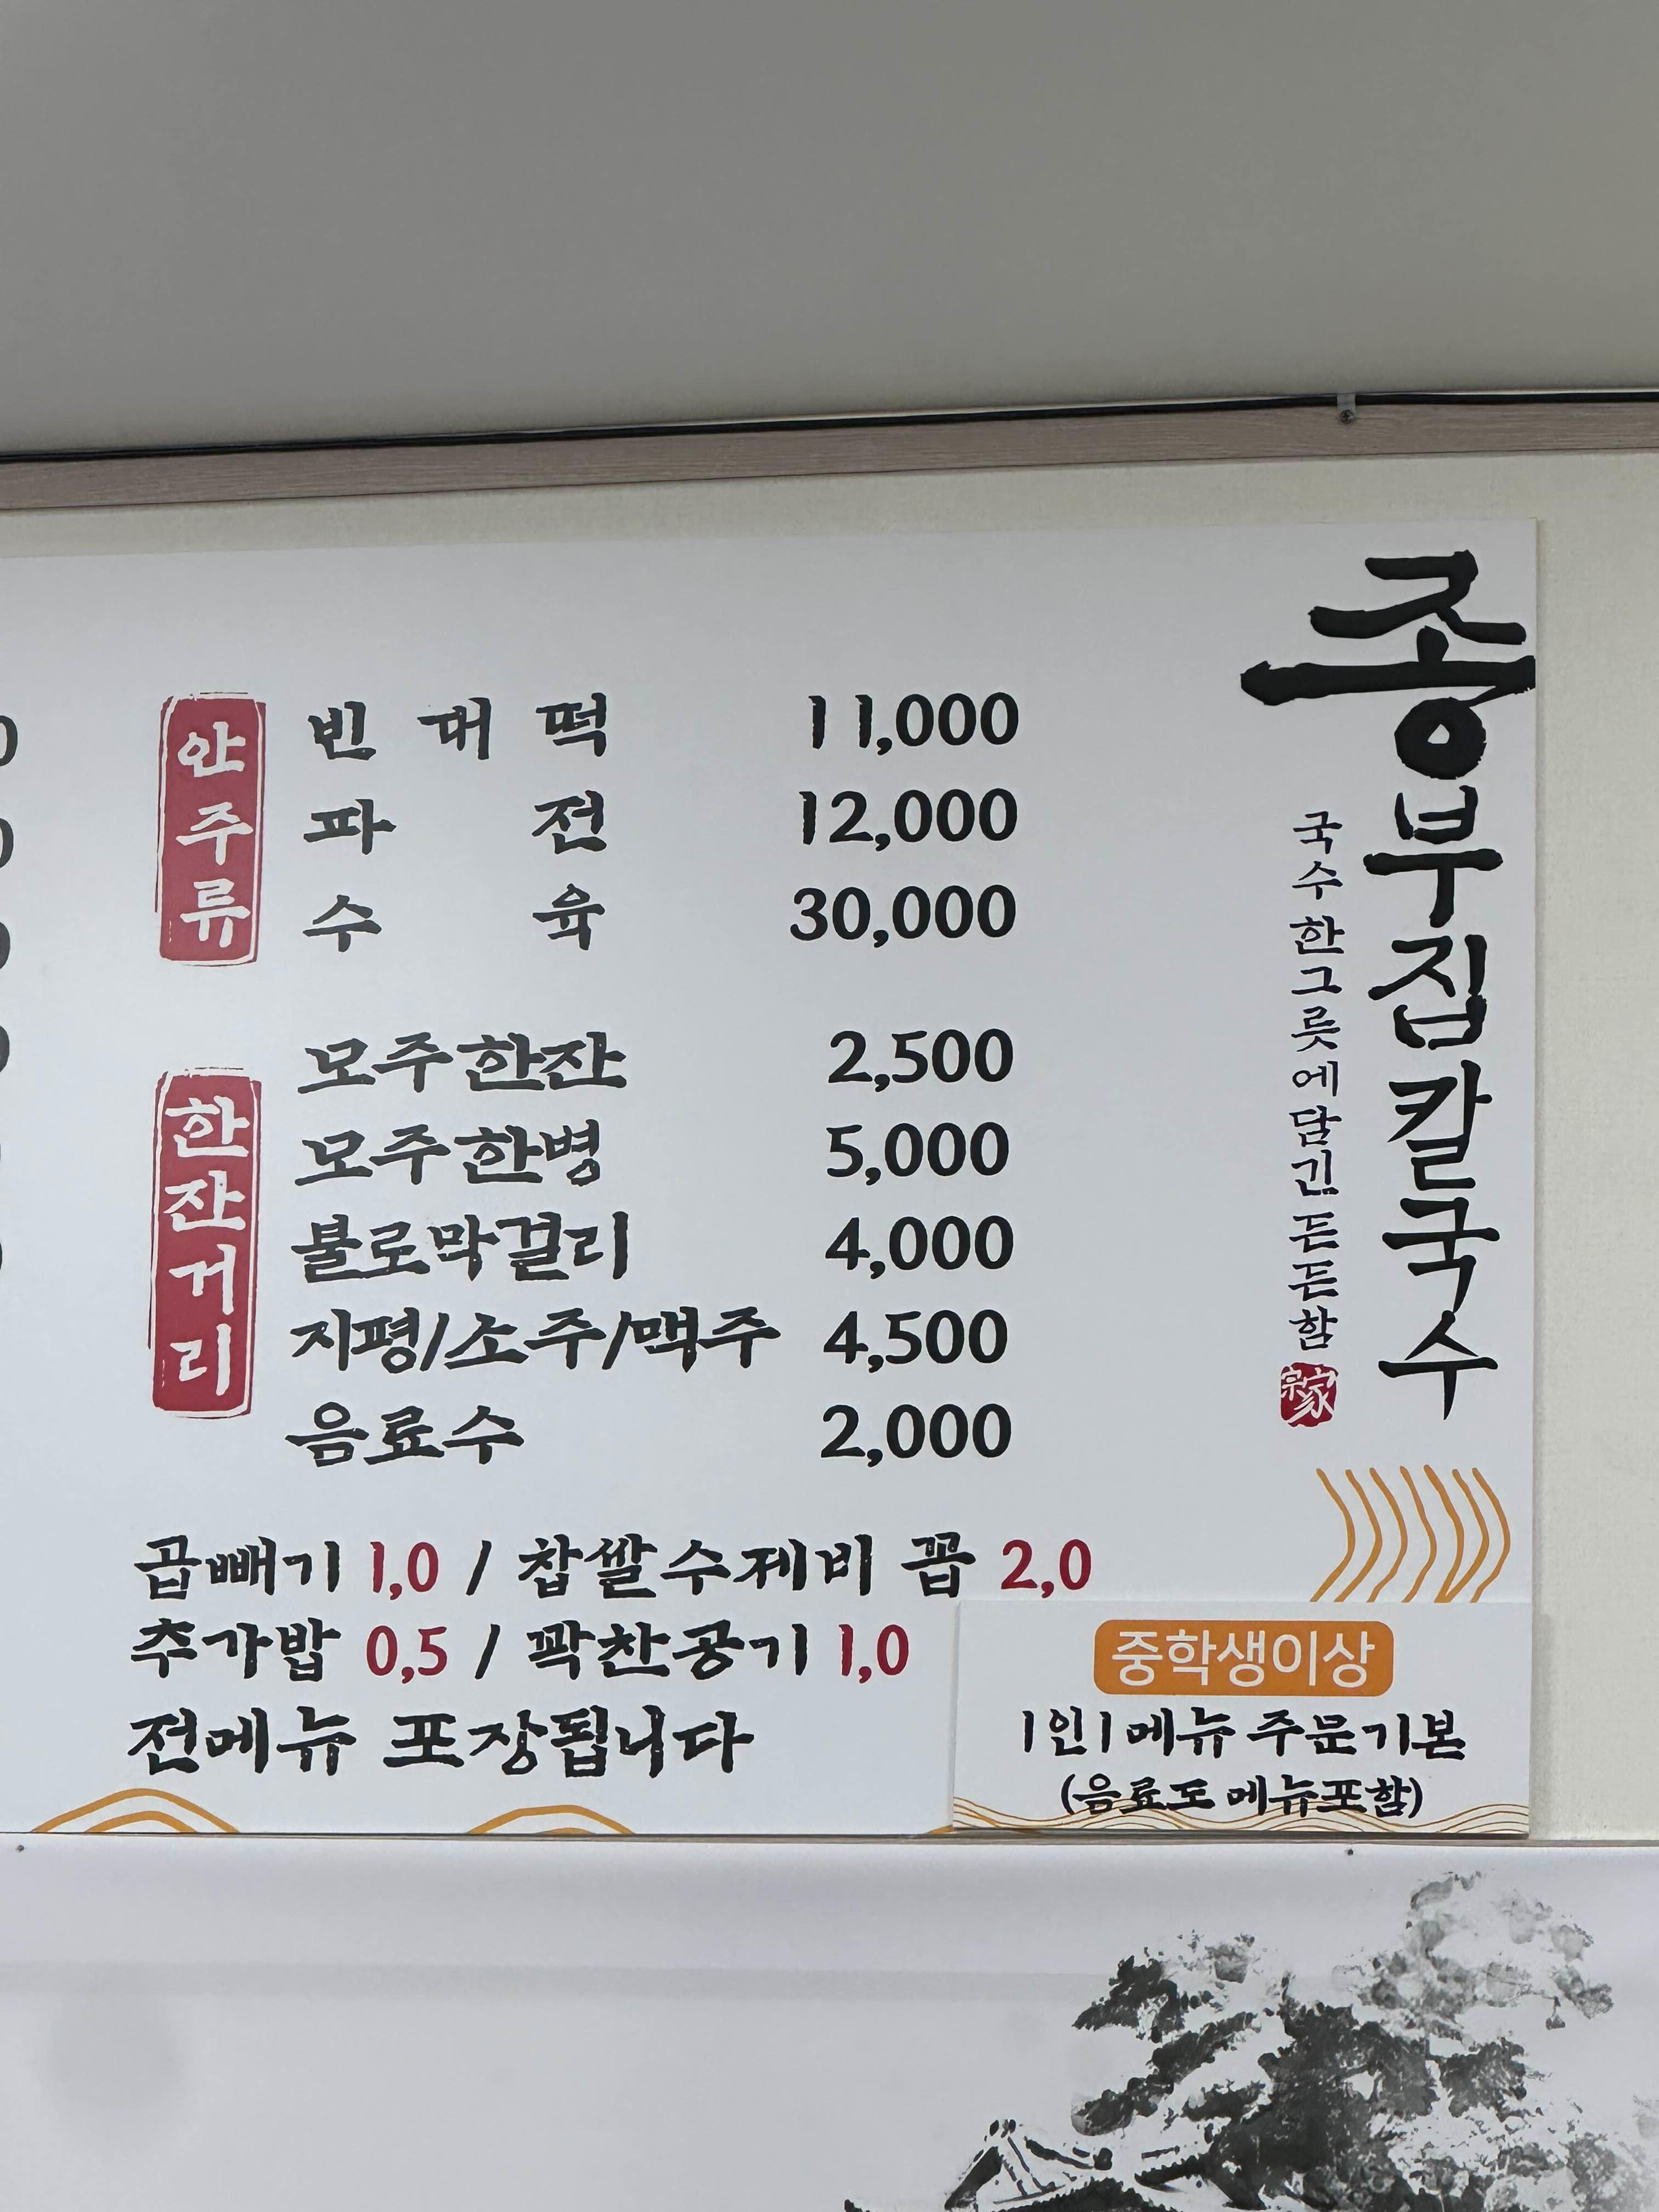 안주류
빈대떡 11,000
파전 12,000
수육 30,000
한잔거리
모주한잔 2,500
모주한병 5,000
불로막걸리 4,000
지평/소주/맥주 4,500
음료수 2,000
곱빼기 1,0 / 찹쌀수제비 곱 2,0
추가밥 0,5 / 꽉찬공기 1,0
전메뉴 포장됩니다
종부집칼국수
국수한그릇에담긴든든함
宗家
중학생이상
1인1메뉴 주문기본
(음료도 메뉴포함)